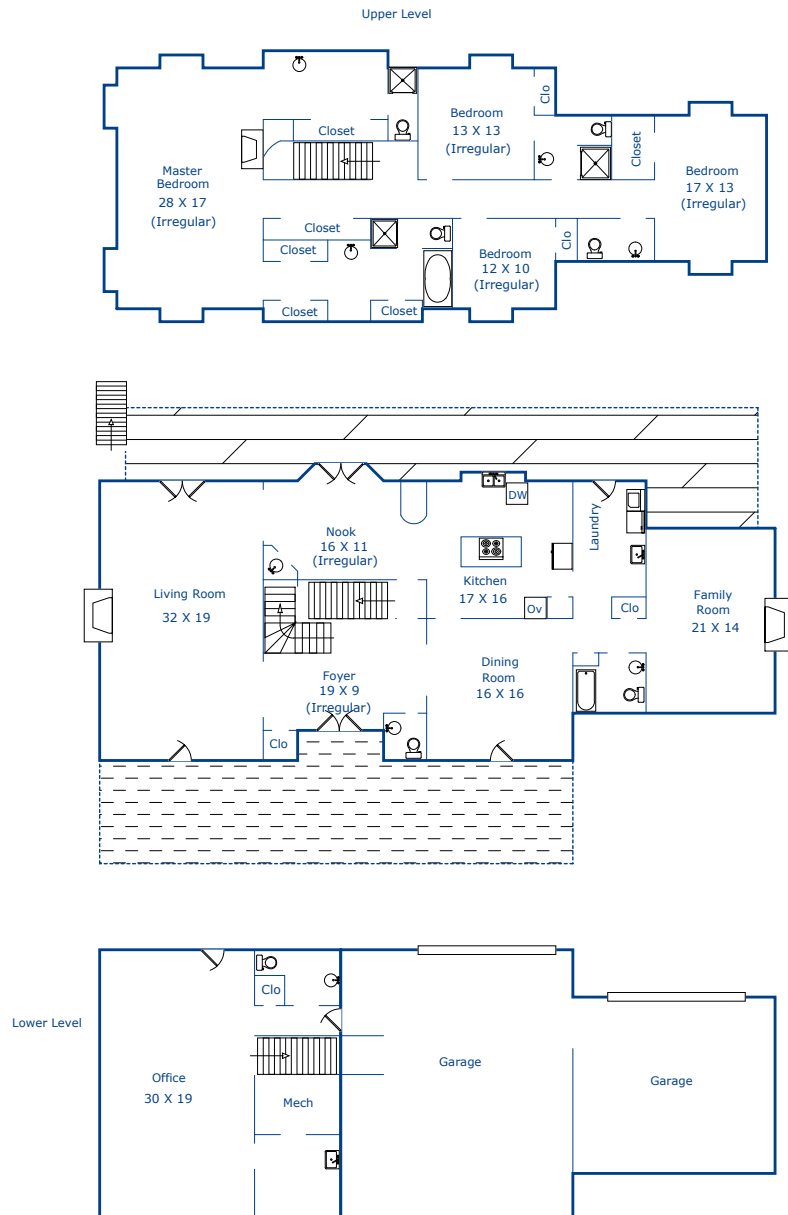 Upper Level
Clo
Bedroom
13 X 13
(Irregular)
Closet
Closet
Master
Bedroom
28 X 17
(Irregular)
Bedroom
17 X 13
(Irregular)
Closet
Closet
Clo
Bedroom
12 X 10
(Irregular)
Closet
Closet
DW
Laundry
Nook
16 X 11
(Irregular)
Kitchen
17 X 16
Living Room
32 X 19
Ov
Clo
Family
Room
21 X 14
Foyer
19 X 9
(Irregular)
Dining
Room
16 X 16
Clo
Clo
Lower Level
Garage
Office
30 X 19
Garage
Mech